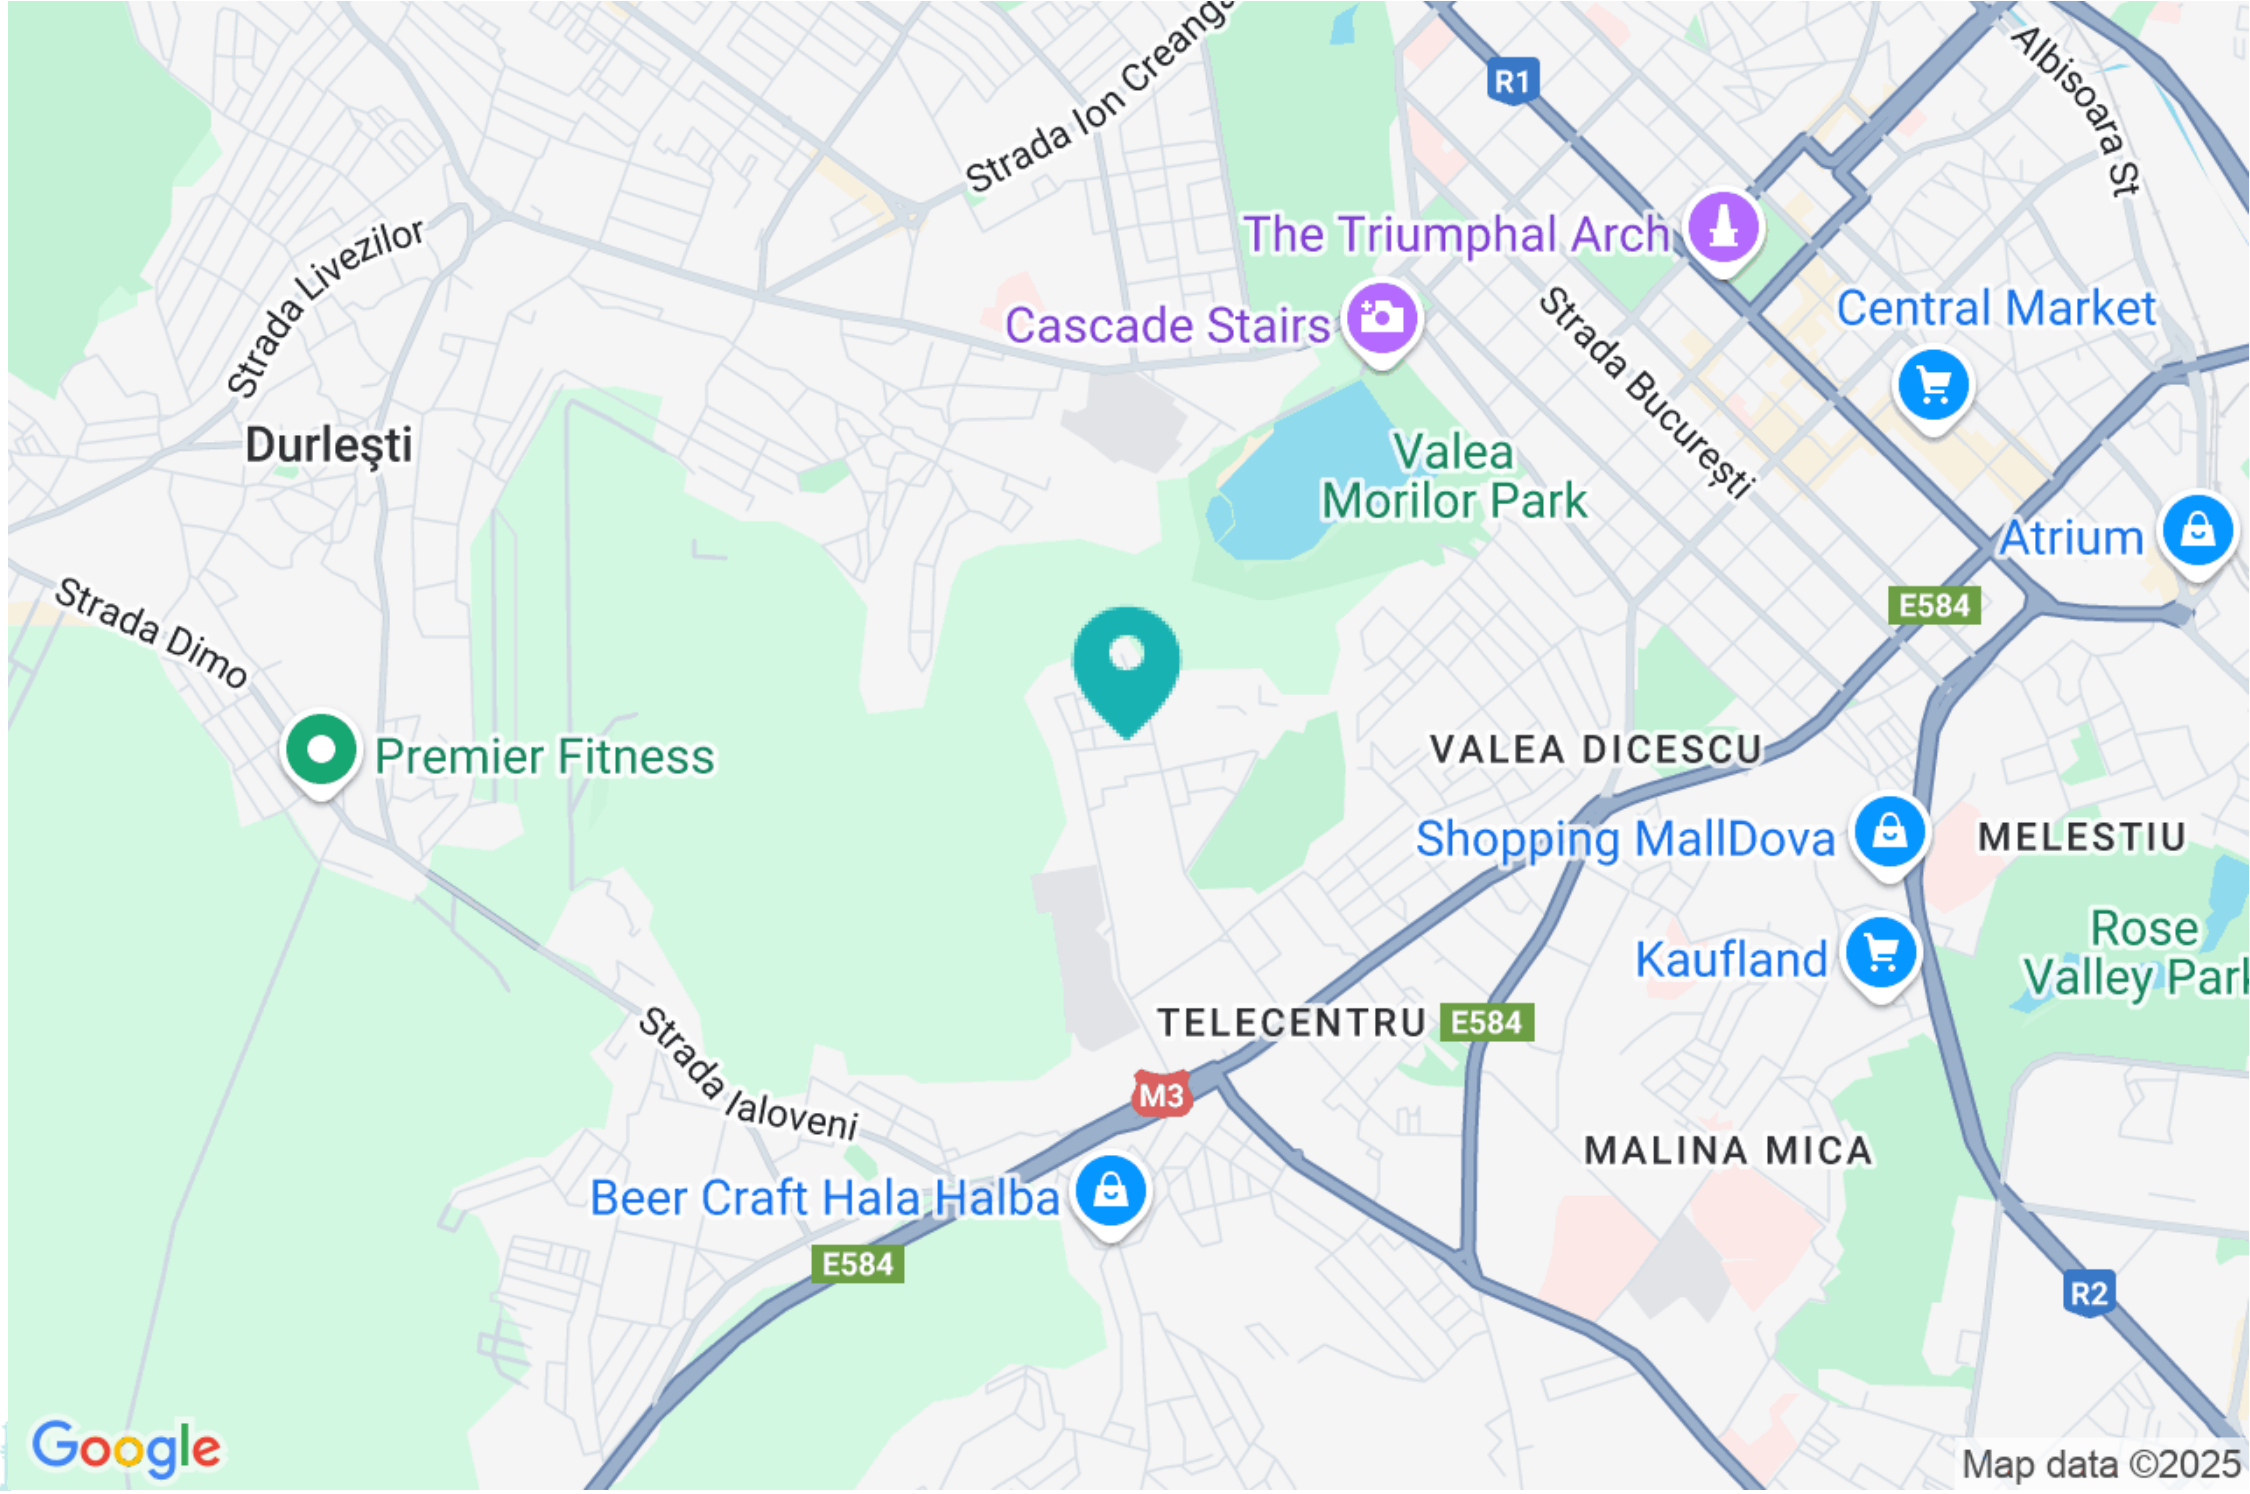 Strada Ion Creanga
R1
Albisoara St
Strada Livezilor
The Triumphal Arch
Cascade Stairs
Central Market
Strada București
Durleşti
Valea
Morilor Park
Atrium
E584
Strada Dimo
Premier Fitness
VALEA DICESCU
Shopping MallDova
MELESTIU
Rose
Valley Park
Kaufland
TELECENTRU
E584
Strada Ialoveni
M3
MALINA MICA
Beer Craft Hala Halba
E584
R2
Google
Map data ©2025